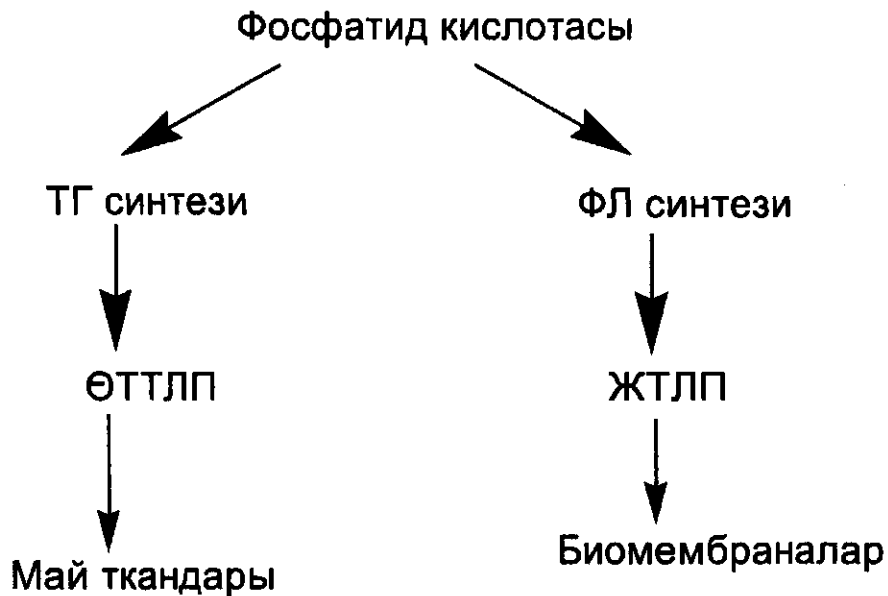 Фосфатид кислотасы
ТГ синтези
ФЛ синтези
ӨТТЛП
ЖТЛП
Биомембраналар
Май ткандары